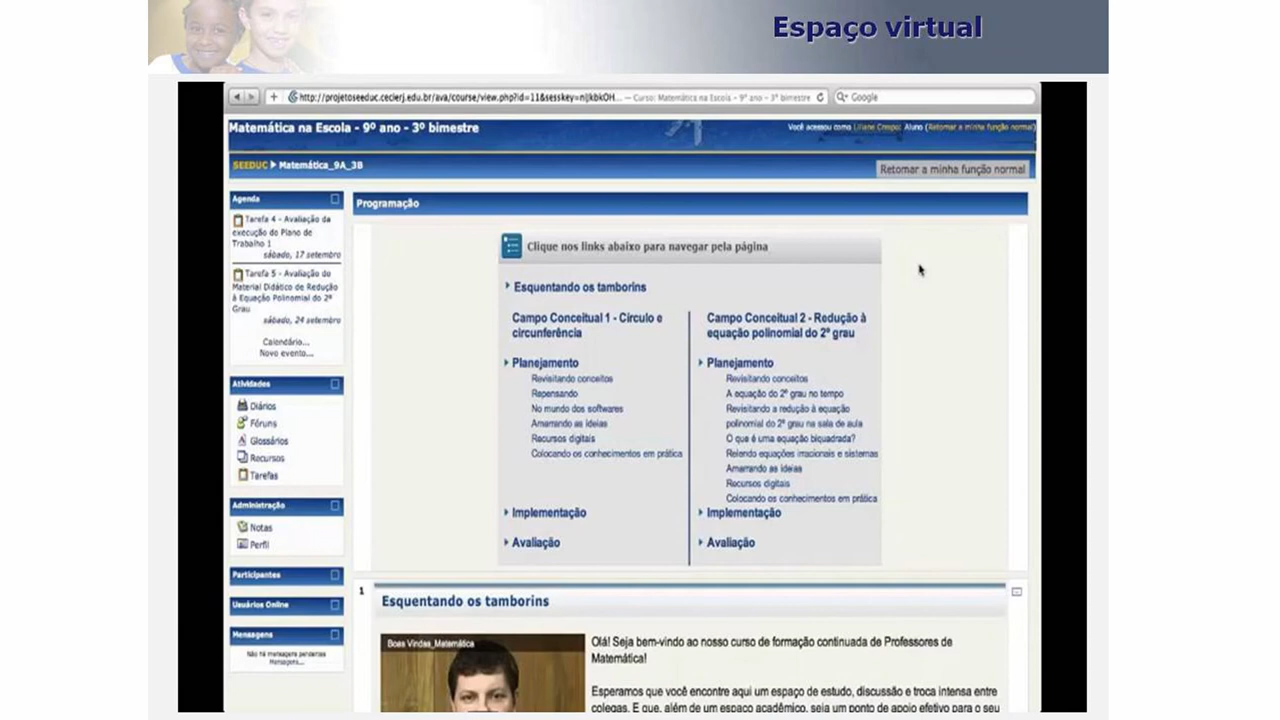 Espaço virtual
http://projetoseeduc.cecierj.edu.br/ava/course/view.php?id=11&sesskey=nIJkbkOH... — Curso: Matemática na Escola - 9º ano - 3º bimestre
Google
Matemática na Escola - 9º ano - 3º bimestre
Você acessou como Liliane Crespo: Aluno (Retomar a minha função normal)
SEEDUC ▶ Matemática_9A_3B
Retomar a minha função normal
Agenda
Tarefa 4 - Avaliação da
execução do Plano de
Trabalho 1
sábado, 17 setembro
Tarefa 5 - Avaliação do
Material Didático de Redução
à Equação Polinomial do 2º
Grau
sábado, 24 setembro
Calendário...
Novo evento...
Atividades
Diários
Fóruns
Glossários
Recursos
Tarefas
Administração
Notas
Perfil
Participantes
Usuários Online
Mensagens
Não há mensagens pendentes
Mensagens...
Programação
Clique nos links abaixo para navegar pela página
Esquentando os tamborins
Campo Conceitual 1 - Círculo e
circunferência
Planejamento
Revisitando conceitos
Repensando
No mundo dos softwares
Amarrando as ideias
Recursos digitais
Colocando os conhecimentos em prática
Implementação
Avaliação
Campo Conceitual 2 - Redução à
equação polinomial do 2º grau
Planejamento
Revisitando conceitos
A equação do 2º grau no tempo
Revisitando a redução à equação
polinomial do 2º grau na sala de aula
O que é uma equação biquadrada?
Relendo equações irracionais e sistemas
Amarrando as ideias
Recursos digitais
Colocando os conhecimentos em prática
Implementação
Avaliação
1
Esquentando os tamborins
Boas Vindas_Matemática
Olá! Seja bem-vindo ao nosso curso de formação continuada de Professores de
Matemática!
Esperamos que você encontre aqui um espaço de estudo, discussão e troca intensa entre
colegas. E que, além de um espaço acadêmico, seja um ponto de apoio efetivo para o seu